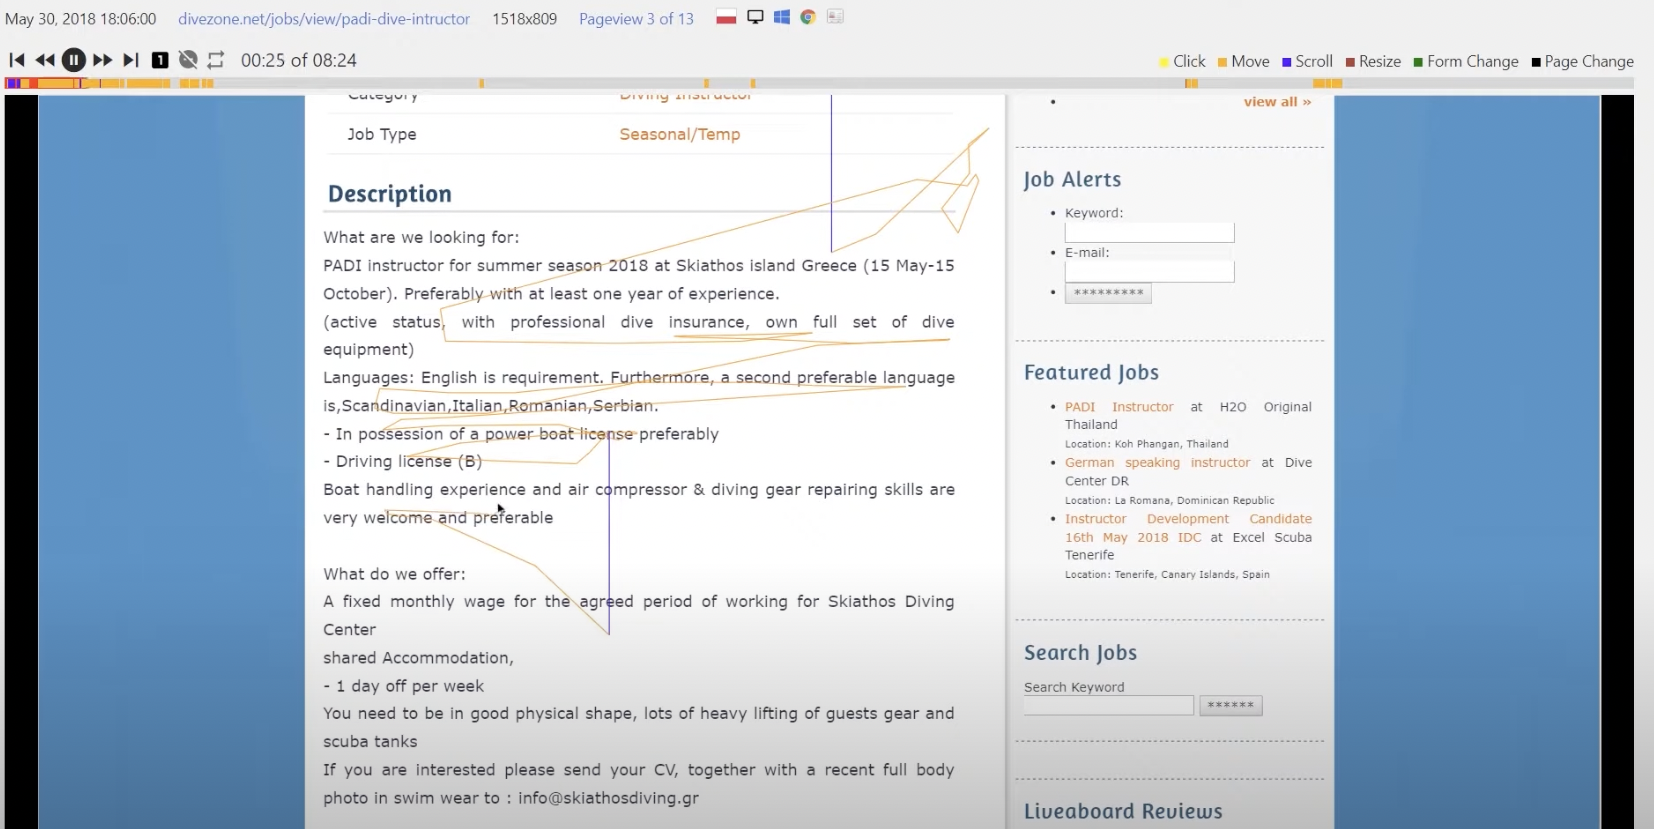 May 30, 2018 18:06:00 divezone.net/jobs/view/padi-dive-intructor 1518x809 Pageview 3 of 13
1 00:25 of 08:24
Click Move Scroll Resize Form Change Page Change
Category Diving Instructor
Job Type Seasonal/Temp
Description
What are we looking for:
PADI instructor for summer season 2018 at Skiathos island Greece (15 May-15
October). Preferably with at least one year of experience.
(active status, with professional dive insurance, own full set of dive
equipment)
Languages: English is requirement. Furthermore, a second preferable language
is,Scandinavian,Italian,Romanian,Serbian.
- In possession of a power boat license preferably
- Driving license (B)
Boat handling experience and air compressor & diving gear repairing skills are
very welcome and preferable
What do we offer:
A fixed monthly wage for the agreed period of working for Skiathos Diving
Center
shared Accommodation,
- 1 day off per week
You need to be in good physical shape, lots of heavy lifting of guests gear and
scuba tanks
If you are interested please send your CV, together with a recent full body
photo in swim wear to : info@skiathosdiving.gr
view all »
Job Alerts
• Keyword:
• E-mail:
• *********
Featured Jobs
• PADI Instructor at H2O Original
Thailand
Location: Koh Phangan, Thailand
• German speaking instructor at Dive
Center DR
Location: La Romana, Dominican Republic
• Instructor Development Candidate
16th May 2018 IDC at Excel Scuba
Tenerife
Location: Tenerife, Canary Islands, Spain
Search Jobs
Search Keyword
******
Liveaboard Reviews